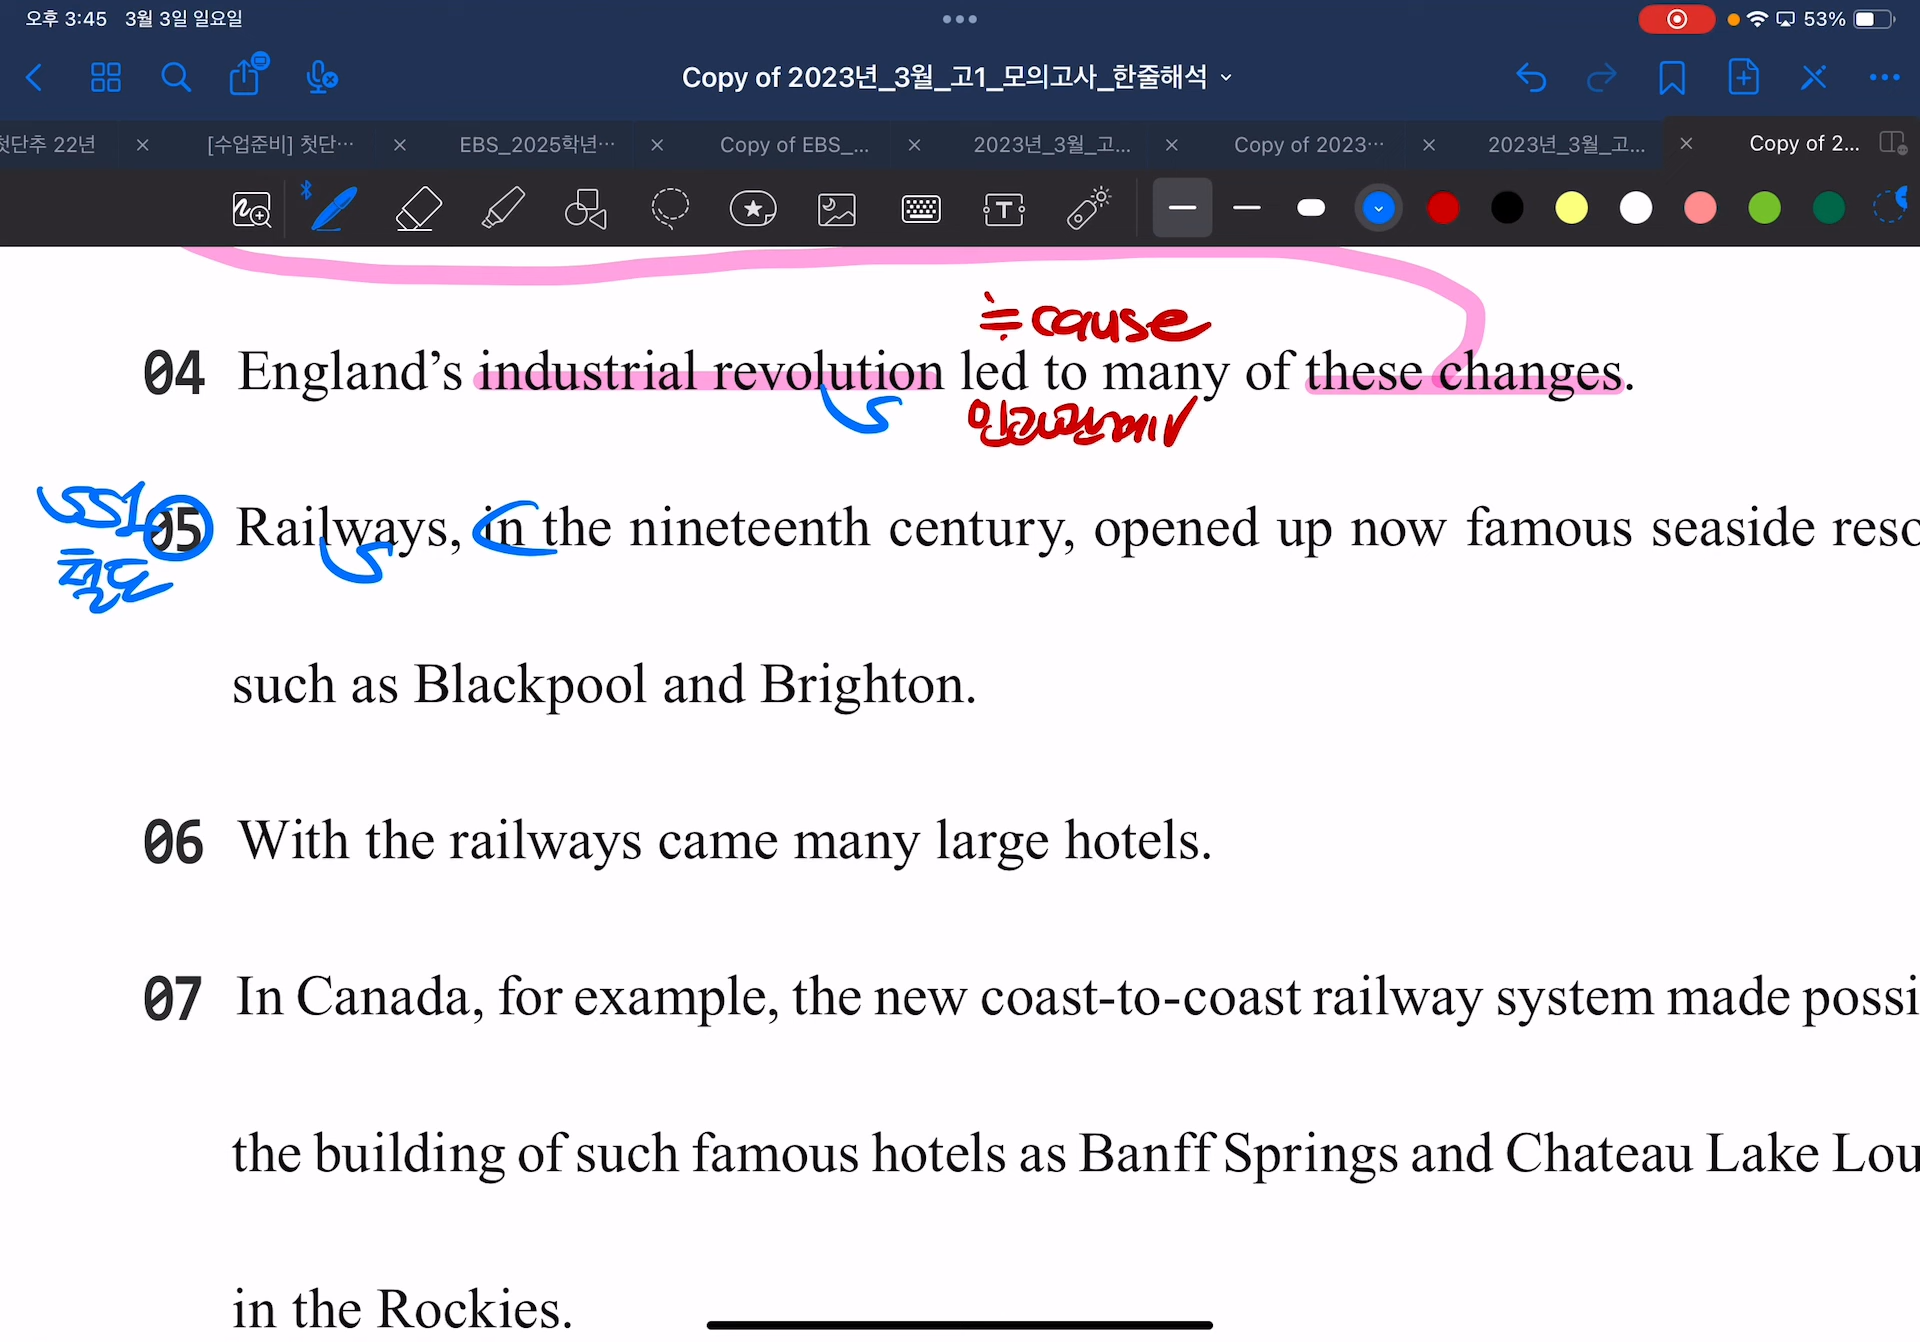 오후 3:45 3월 3일 일요일 53%
Copy of 2023년_3월_고1_모의고사_한줄해석
첫단추 22년 [수업준비] 첫단··· EBS_2025학년··· Copy of EBS_... 2023년_3월_고... Copy of 2023··· 2023년_3월_고... Copy of 2...
≒ cause
04 England's industrial revolution led to many of these changes.
S 인과관계
SS1
05 Railways, in the nineteenth century, opened up now famous seaside reso
철도 S
such as Blackpool and Brighton.
06 With the railways came many large hotels.
07 In Canada, for example, the new coast-to-coast railway system made possi
the building of such famous hotels as Banff Springs and Chateau Lake Lou
in the Rockies.